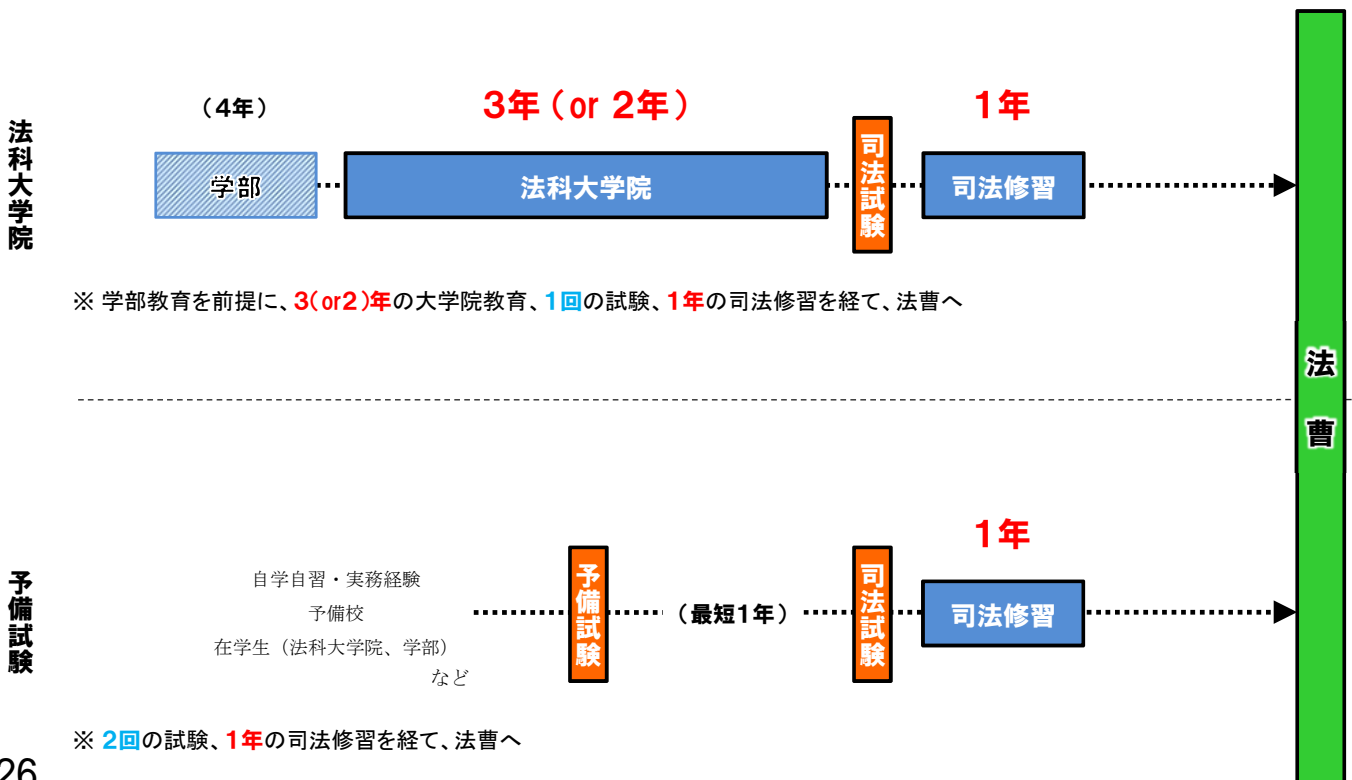 法科大学院
（4年）
3年（or 2年）
1年
学部
法科大学院
司法試験
司法修習
※ 学部教育を前提に、3(or2)年の大学院教育、1回の試験、1年の司法修習を経て、法曹へ
法曹
予備試験
1年
自学自習・実務経験
予備校
在学生（法科大学院、学部）
など
予備試験
（最短1年）
司法試験
司法修習
※ 2回の試験、1年の司法修習を経て、法曹へ
26